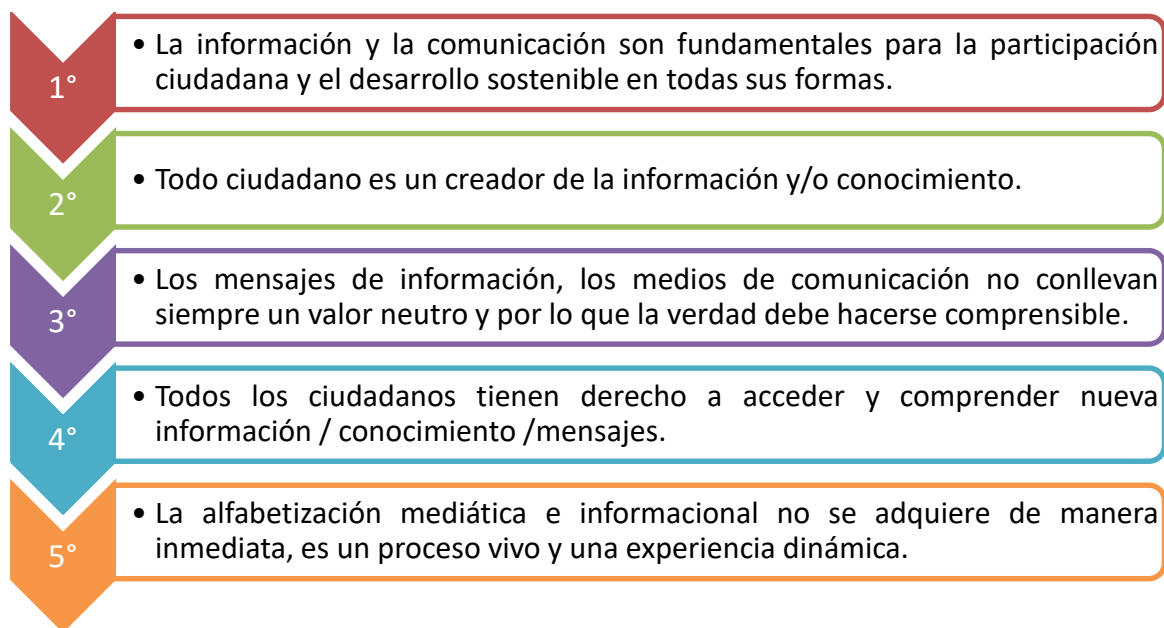 1°
• La información y la comunicación son fundamentales para la participación
ciudadana y el desarrollo sostenible en todas sus formas.
2°
• Todo ciudadano es un creador de la información y/o conocimiento.
3°
• Los mensajes de información, los medios de comunicación no conllevan
siempre un valor neutro y por lo que la verdad debe hacerse comprensible.
4°
• Todos los ciudadanos tienen derecho a acceder y comprender nueva
información / conocimiento /mensajes.
5°
• La alfabetización mediática e informacional no se adquiere de manera
inmediata, es un proceso vivo y una experiencia dinámica.